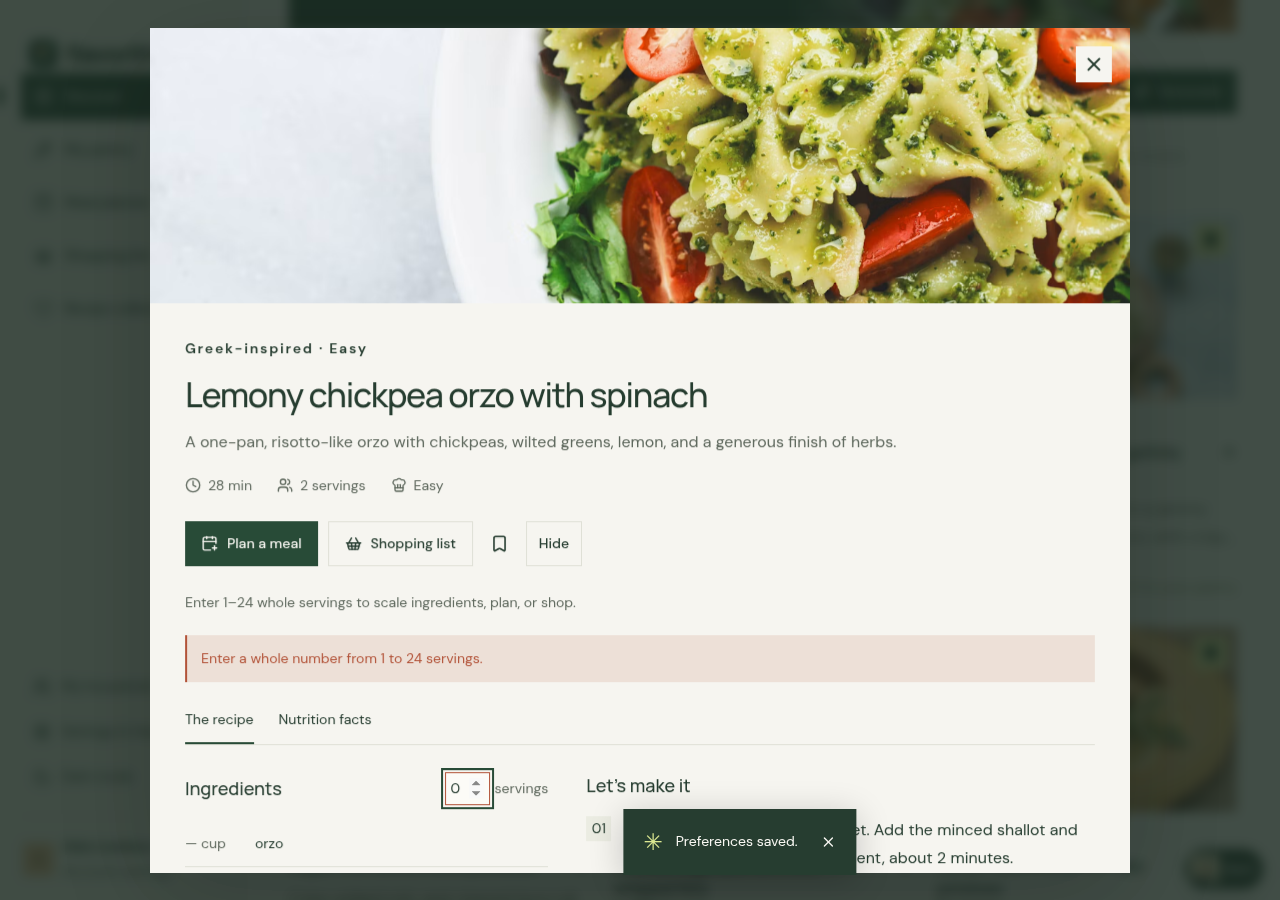 Greek-inspired · Easy
Lemony chickpea orzo with spinach
A one-pan, risotto-like orzo with chickpeas, wilted greens, lemon, and a generous finish of herbs.
28 min 2 servings Easy
Plan a meal Shopping list Hide
Enter 1–24 whole servings to scale ingredients, plan, or shop.
Enter a whole number from 1 to 24 servings.
The recipe Nutrition facts
Ingredients 0 servings
— cup orzo
Let's make it
01
et. Add the minced shallot and
ent, about 2 minutes.
Preferences saved.